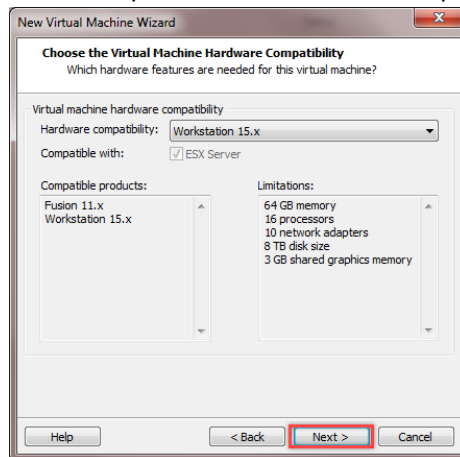 New Virtual Machine Wizard
Choose the Virtual Machine Hardware Compatibility
Which hardware features are needed for this virtual machine?
Virtual machine hardware compatibility
Hardware compatibility: Workstation 15.x
Compatible with: ESX Server
Compatible products:
Fusion 11.x
Workstation 15.x
Limitations:
64 GB memory
16 processors
10 network adapters
8 TB disk size
3 GB shared graphics memory
Help < Back Next > Cancel